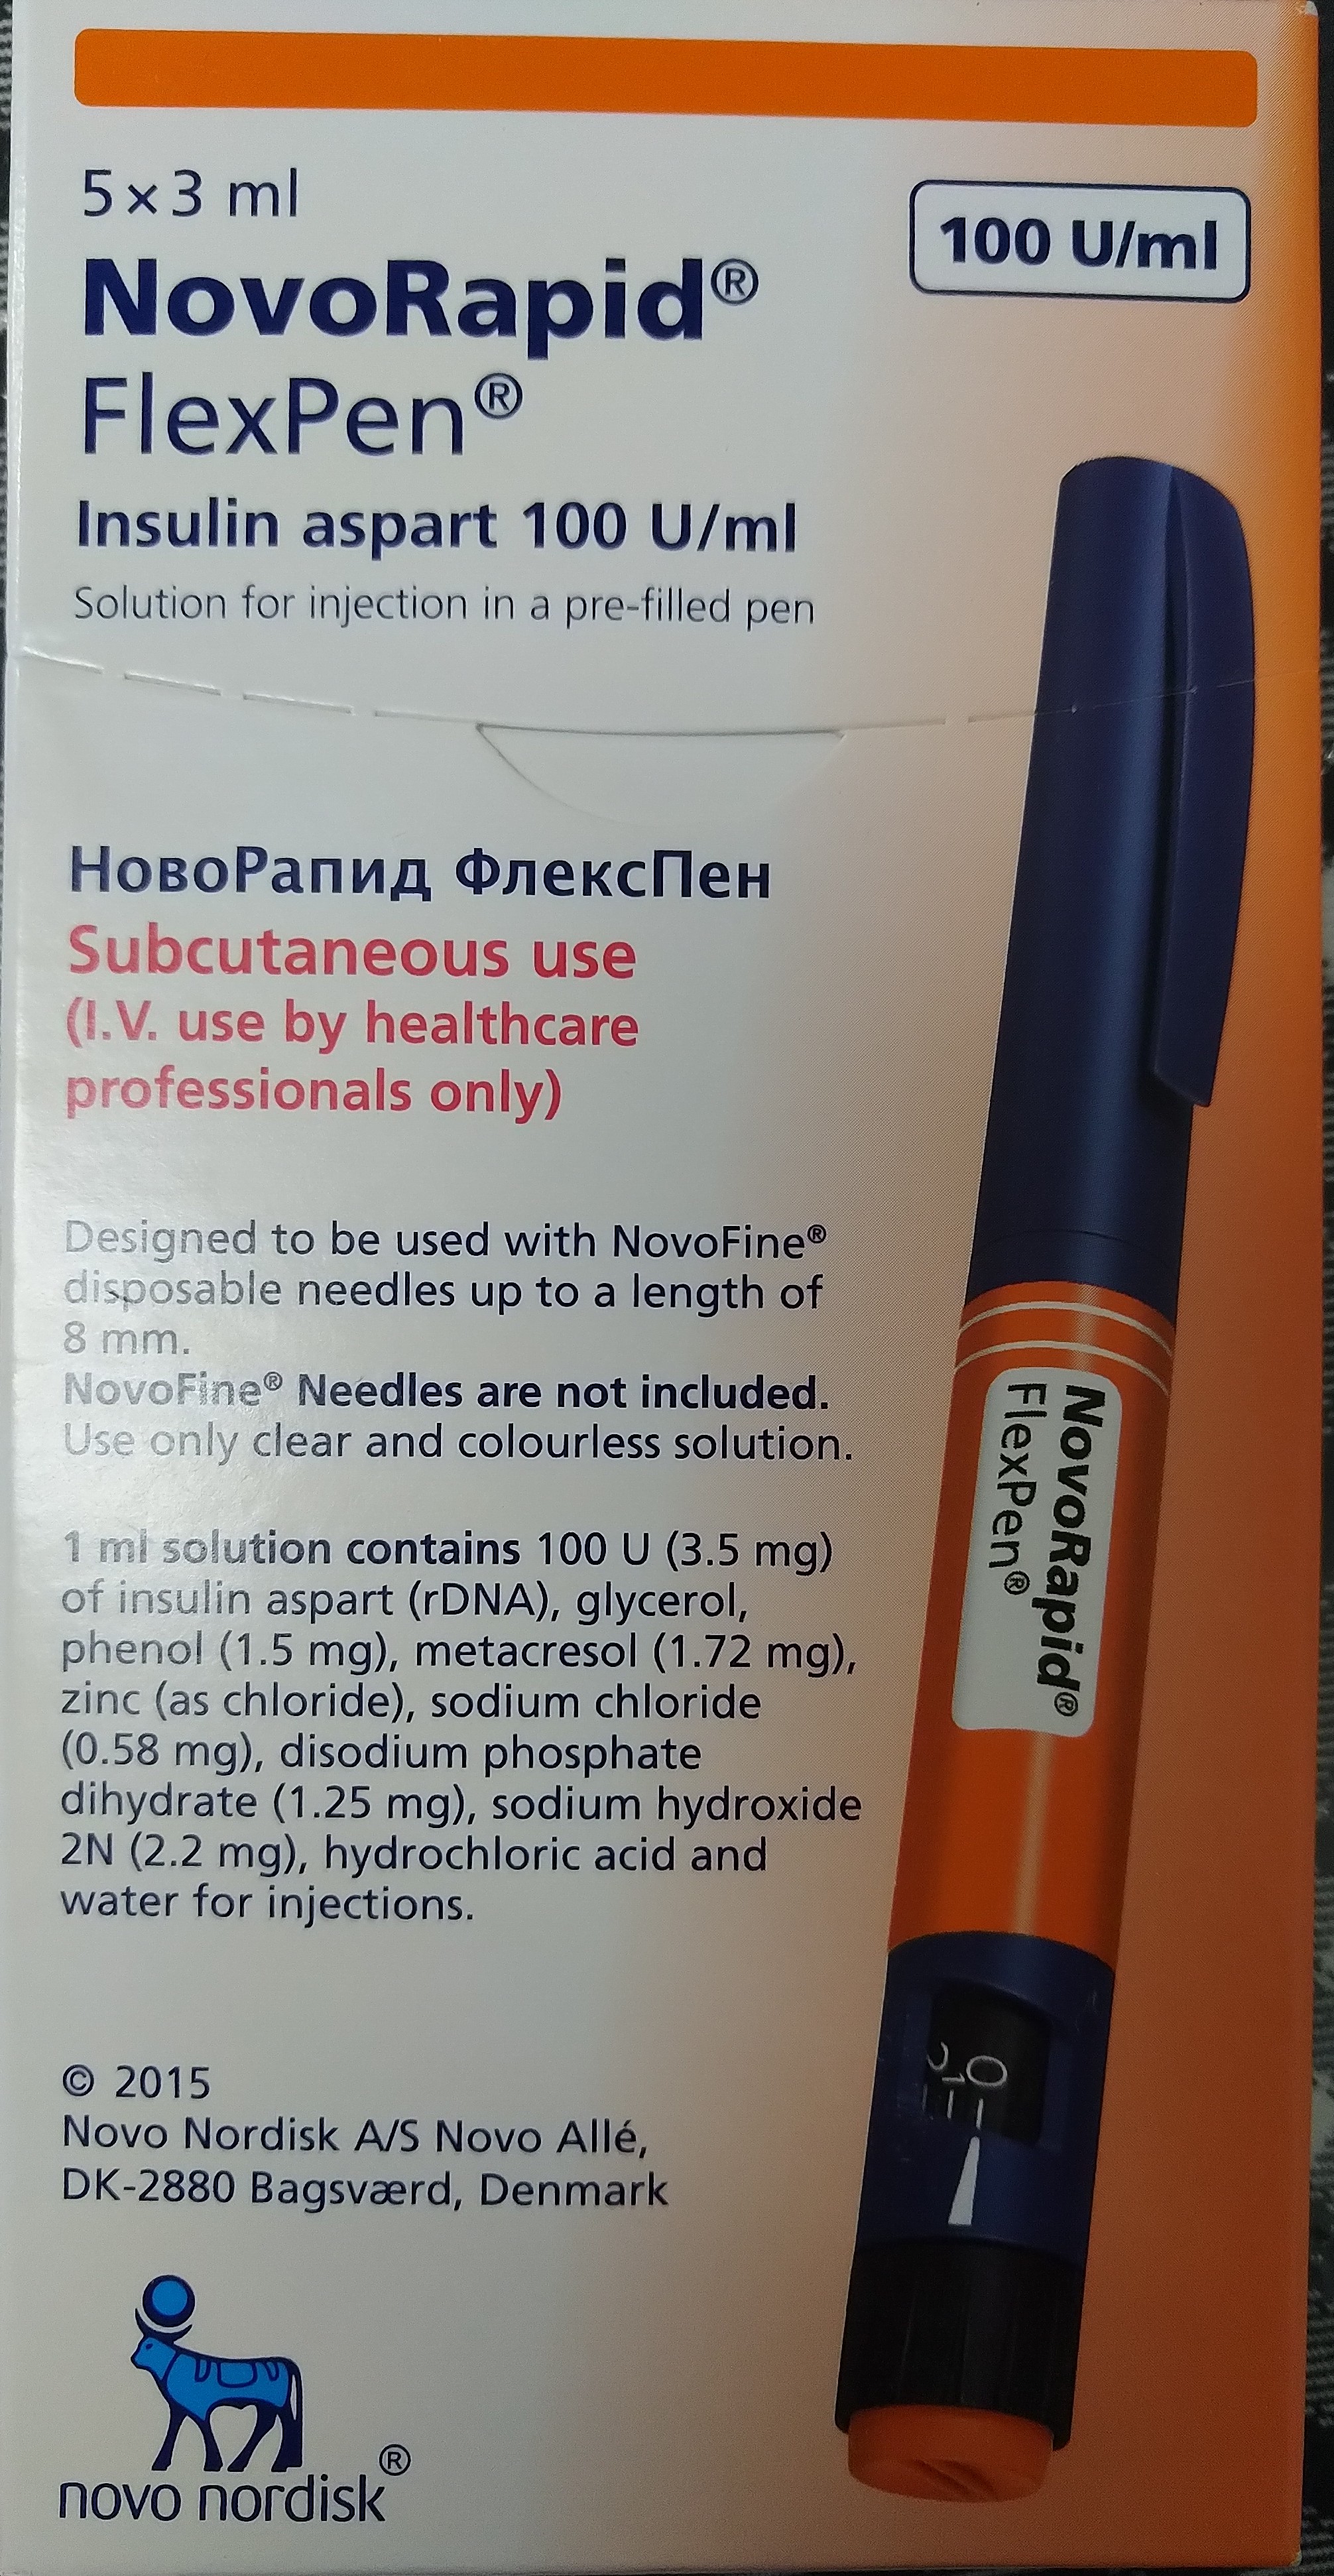 5 × 3 ml
100 U/ml
NovoRapid®
FlexPen®
Insulin aspart 100 U/ml
Solution for injection in a pre-filled pen
НовоРапид ФлексПен
Subcutaneous use
(I.V. use by healthcare
professionals only)
Designed to be used with NovoFine®
disposable needles up to a length of
8 mm.
NovoFine® Needles are not included.
Use only clear and colourless solution.
1 ml solution contains 100 U (3.5 mg)
of insulin aspart (rDNA), glycerol,
phenol (1.5 mg), metacresol (1.72 mg),
zinc (as chloride), sodium chloride
(0.58 mg), disodium phosphate
dihydrate (1.25 mg), sodium hydroxide
2N (2.2 mg), hydrochloric acid and
water for injections.
© 2015
Novo Nordisk A/S Novo Allé,
DK-2880 Bagsværd, Denmark
novo nordisk®
NovoRapid®
FlexPen®
0
1
2